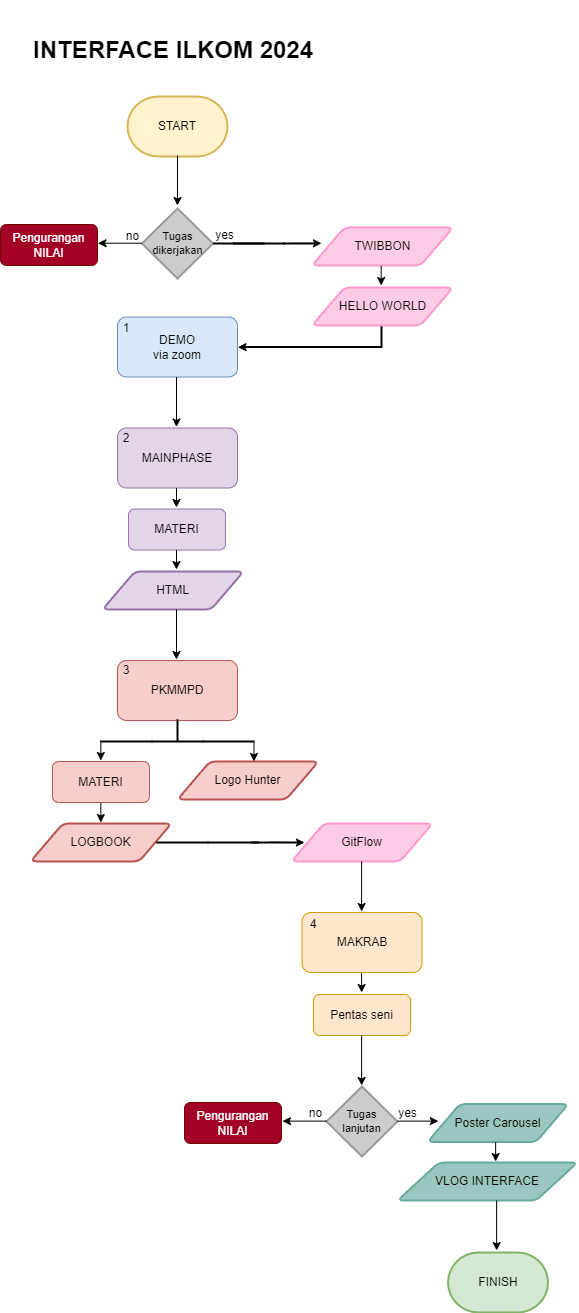 INTERFACE ILKOM 2024
START
Tugas
dikerjakan
no
yes
Pengurangan
NILAI
TWIBBON
HELLO WORLD
1
DEMO
via zoom
2
MAINPHASE
MATERI
HTML
3
PKMMPD
MATERI
Logo Hunter
LOGBOOK
GitFlow
4
MAKRAB
Pentas seni
Tugas
lanjutan
no
yes
Pengurangan
NILAI
Poster Carousel
VLOG INTERFACE
FINISH